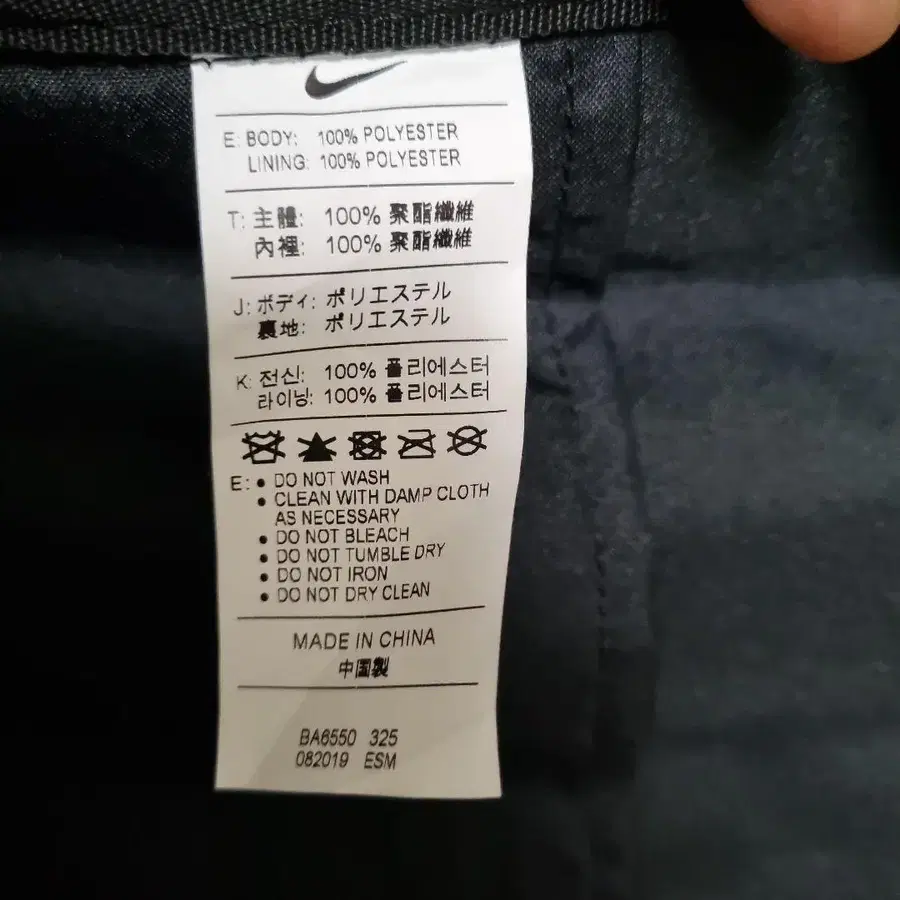 E: BODY: 100% POLYESTER
LINING: 100% POLYESTER
T: 主體: 100% 聚酯纖維
內裡: 100% 聚酯纖維
J: ボディ: ポリエステル
裏地: ポリエステル
K: 전신: 100% 폴리에스터
라이닝: 100% 폴리에스터
E: • DO NOT WASH
• CLEAN WITH DAMP CLOTH
AS NECESSARY
• DO NOT BLEACH
• DO NOT TUMBLE DRY
• DO NOT IRON
• DO NOT DRY CLEAN
MADE IN CHINA
中国製
BA6550 325
082019 ESM